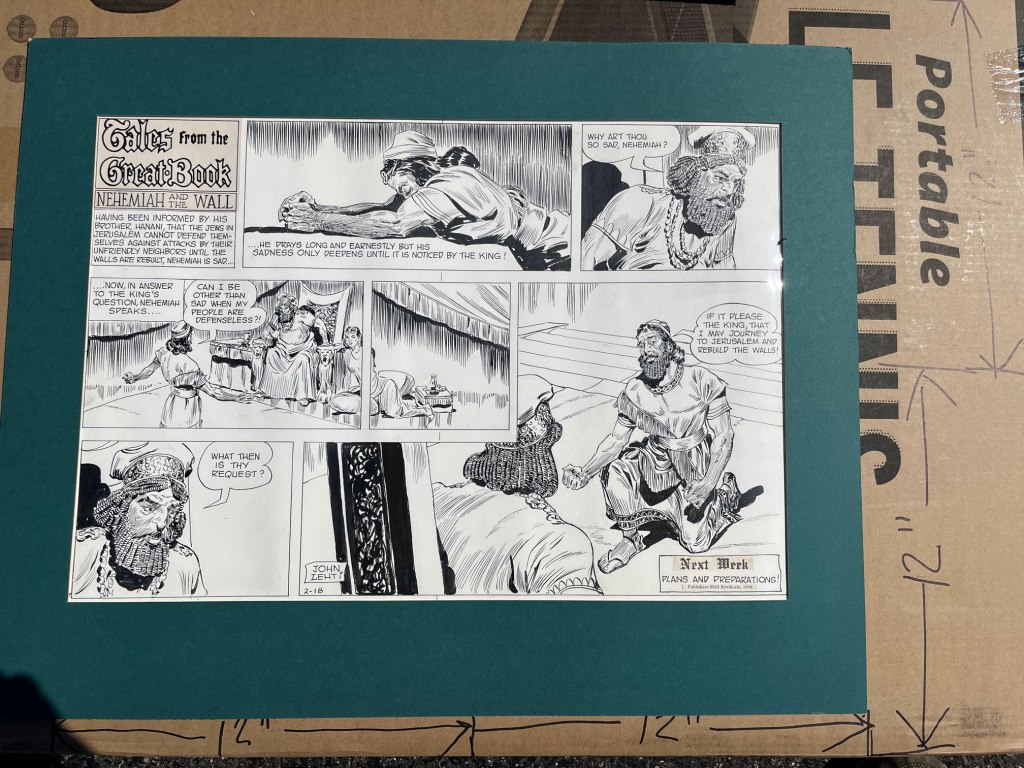 Tales from the
Great Book
NEHEMIAH AND THE WALL
HAVING BEEN INFORMED BY HIS
BROTHER, HANANI, THAT THE JEWS IN
JERUSALEM CANNOT DEFEND THEM-
SELVES AGAINST ATTACKS BY THEIR
UNFRIENDLY NEIGHBORS UNTIL THE
WALLS ARE REBUILT, NEHEMIAH IS SAD...
....HE PRAYS LONG AND EARNESTLY BUT HIS
SADNESS ONLY DEEPENS UNTIL IT IS NOTICED BY THE KING!
WHY ART THOU
SO SAD, NEHEMIAH?
....NOW, IN ANSWER
TO THE KING'S
QUESTION, NEHEMIAH
SPEAKS....
CAN I BE
OTHER THAN
SAD WHEN MY
PEOPLE ARE
DEFENSELESS?!
IF IT PLEASE
THE KING, THAT
I MAY JOURNEY
TO JERUSALEM AND
REBUILD THE WALLS!
WHAT THEN
IS THY
REQUEST?
JOHN
LEHTI
2-18
Next Week
PLANS AND PREPARATIONS!
Portable
LE TENNIS
12"
12"
12"
12"